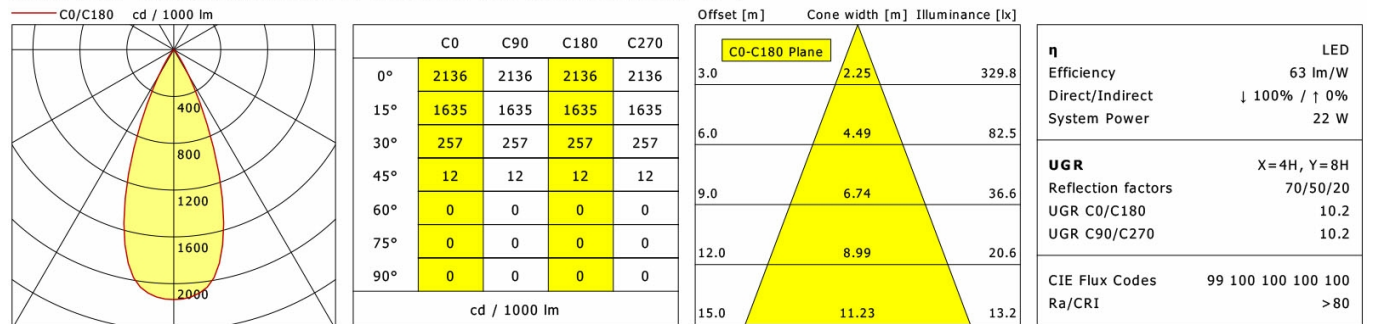 C0/C180 cd / 1000 lm
400
800
1200
1600
2000
C0 C90 C180 C270
0° 2136 2136 2136 2136
15° 1635 1635 1635 1635
30° 257 257 257 257
45° 12 12 12 12
60° 0 0 0 0
75° 0 0 0 0
90° 0 0 0 0
cd / 1000 lm
Offset [m] Cone width [m] Illuminance [lx]
C0-C180 Plane
3.0 2.25 329.8
6.0 4.49 82.5
9.0 6.74 36.6
12.0 8.99 20.6
15.0 11.23 13.2
η LED
Efficiency 63 lm/W
Direct/Indirect ↓ 100% / ↑ 0%
System Power 22 W
UGR X=4H, Y=8H
Reflection factors 70/50/20
UGR C0/C180 10.2
UGR C90/C270 10.2
CIE Flux Codes 99 100 100 100 100
Ra/CRI >80